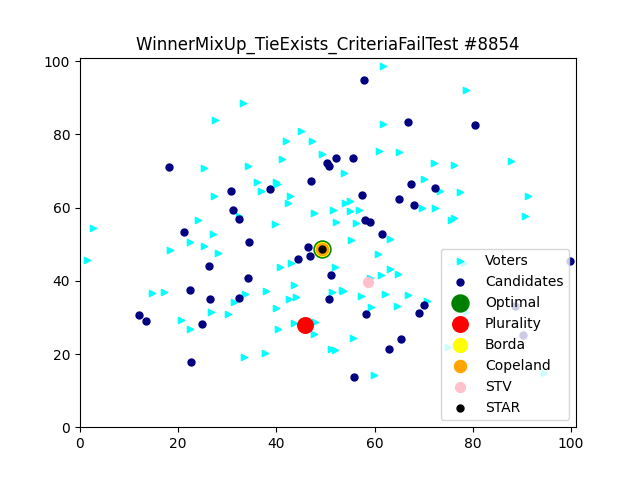 WinnerMixUp_TieExists_CriteriaFailTest #8854
100
80
60
40
20
0
0 20 40 60 80 100
Voters
Candidates
Optimal
Plurality
Borda
Copeland
STV
STAR